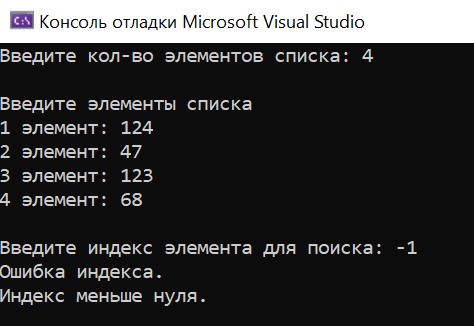 Консоль отладки Microsoft Visual Studio
Введите кол-во элементов списка: 4
Введите элементы списка
1 элемент: 124
2 элемент: 47
3 элемент: 123
4 элемент: 68
Введите индекс элемента для поиска: -1
Ошибка индекса.
Индекс меньше нуля.